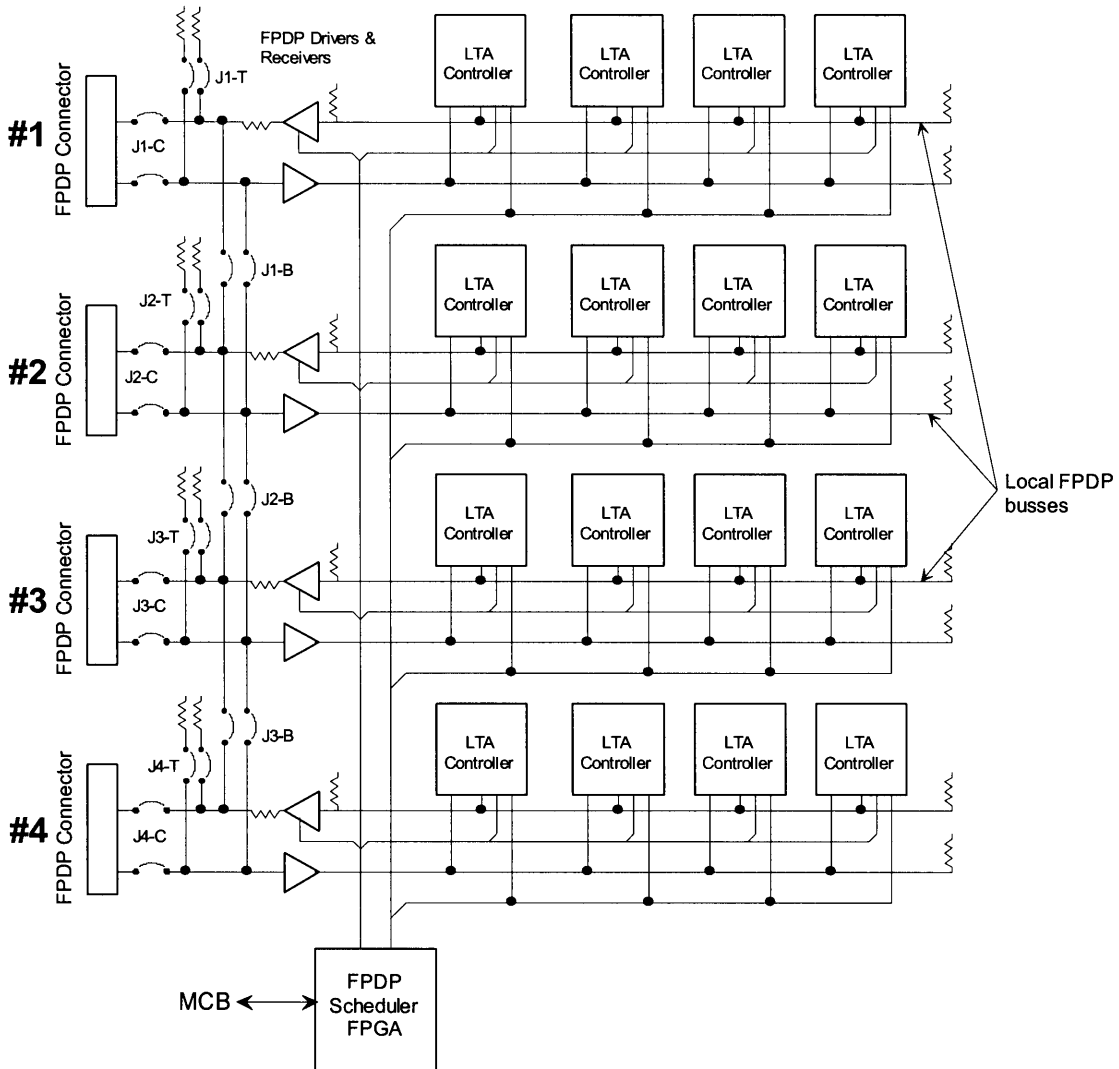 FPDP Drivers &
Receivers
LTA
Controller
LTA
Controller
LTA
Controller
LTA
Controller
#1
FPDP Connector
J1-T
J1-C
J1-B
LTA
Controller
LTA
Controller
LTA
Controller
LTA
Controller
#2
FPDP Connector
J2-T
J2-C
J2-B
Local FPDP
busses
LTA
Controller
LTA
Controller
LTA
Controller
LTA
Controller
#3
FPDP Connector
J3-T
J3-C
J3-B
LTA
Controller
LTA
Controller
LTA
Controller
LTA
Controller
#4
FPDP Connector
J4-T
J4-C
MCB
FPDP
Scheduler
FPGA